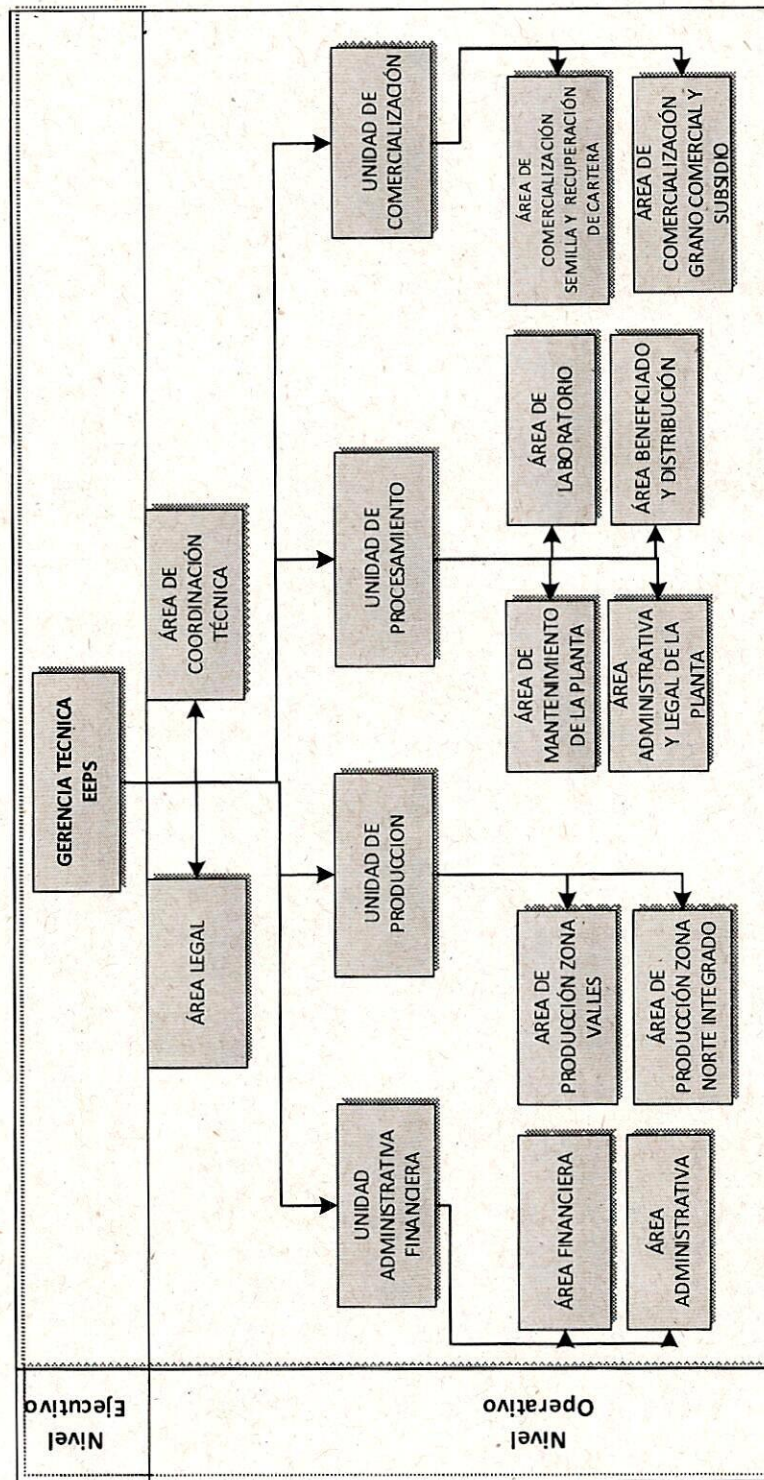 Nivel
Ejecutivo
GERENCIA TECNICA
EEPS
Nivel
Operativo
ÁREA LEGAL
ÁREA DE
COORDINACIÓN
TÉCNICA
UNIDAD
ADMINISTRATIVA
FINANCIERA
UNIDAD DE
PRODUCCION
UNIDAD DE
PROCESAMIENTO
UNIDAD DE
COMERCIALIZACIÓN
ÁREA FINANCIERA
ÁREA
ADMINISTRATIVA
ÁREA DE
PRODUCCIÓN ZONA
VALLES
ÁREA DE
PRODUCCIÓN ZONA
NORTE INTEGRADO
ÁREA DE
MANTENIMIENTO
DE LA PLANTA
ÁREA DE
LABORATORIO
ÁREA
ADMINISTRATIVA
Y LEGAL DE LA
PLANTA
ÁREA BENEFICIADO
Y DISTRIBUCIÓN
ÁREA DE
COMERCIALIZACIÓN
SEMILLA Y RECUPERACIÓN
DE CARTERA
ÁREA DE
COMERCIALIZACIÓN
GRANO COMERCIAL Y
SUBSIDIO